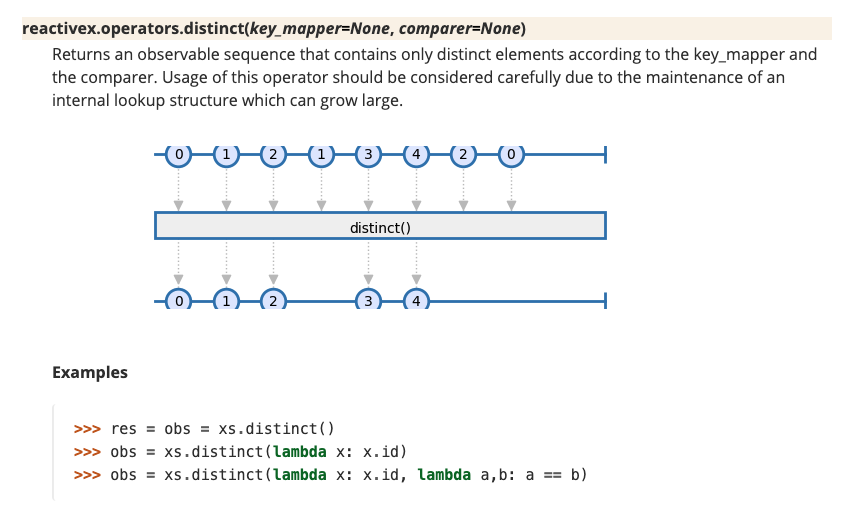 reactivex.operators.distinct(key_mapper=None, comparer=None)
Returns an observable sequence that contains only distinct elements according to the key_mapper and
the comparer. Usage of this operator should be considered carefully due to the maintenance of an
internal lookup structure which can grow large.
0 1 2 1 3 4 2 0
distinct()
0 1 2 3 4
Examples
>>> res = obs = xs.distinct()
>>> obs = xs.distinct(lambda x: x.id)
>>> obs = xs.distinct(lambda x: x.id, lambda a,b: a == b)